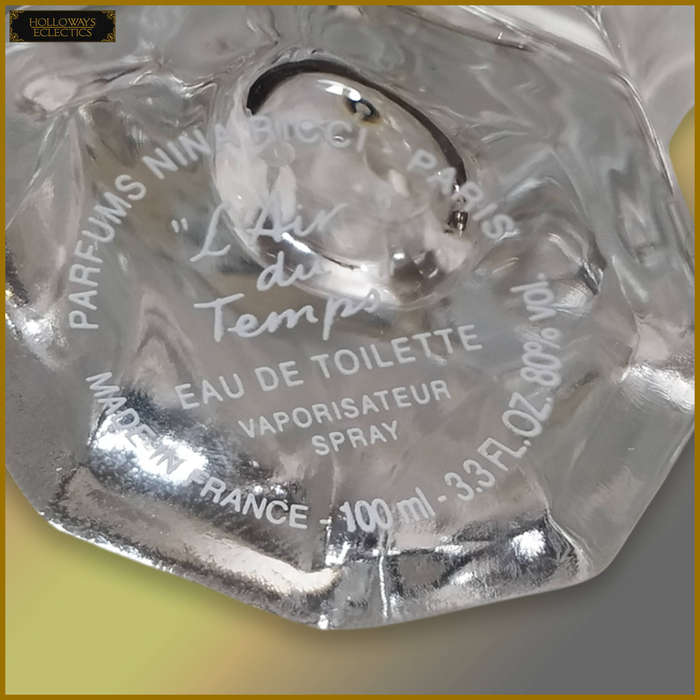 HOLLOWAYS
ECLECTICS
PARFUMS NINA RICCI PARIS
"L'Air
du
Temps
EAU DE TOILETTE
VAPORISATEUR
SPRAY
MADE IN FRANCE - 100 ml - 3.3 FL.OZ. 80% vol.